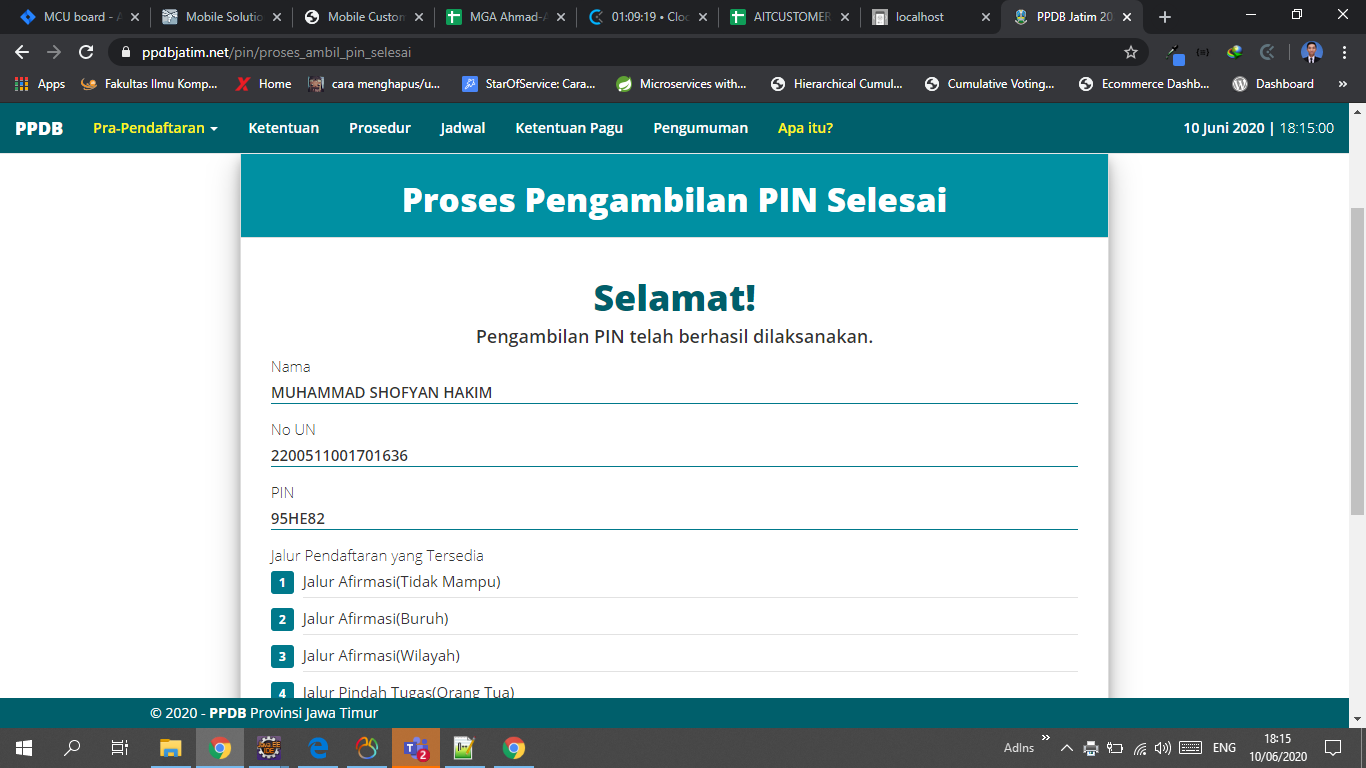 MCU board - A
Mobile Solutio
Mobile Custom
MGA Ahmad-A
01:09:19 • Cloc
AITCUSTOMER
localhost
PPDB Jatim 20
ppdbjatim.net/pin/proses_ambil_pin_selesai
Apps
Fakultas Ilmu Komp...
Home
cara menghapus/u...
StarOfService: Cara...
Microservices with...
Hierarchical Cumul...
Cumulative Voting...
Ecommerce Dashb...
Dashboard
»
PPDB
Pra-Pendaftaran
Ketentuan
Prosedur
Jadwal
Ketentuan Pagu
Pengumuman
Apa itu?
10 Juni 2020 | 18:15:00
Proses Pengambilan PIN Selesai
Selamat!
Pengambilan PIN telah berhasil dilaksanakan.
Nama
MUHAMMAD SHOFYAN HAKIM
No UN
2200511001701636
PIN
95HE82
Jalur Pendaftaran yang Tersedia
1 Jalur Afirmasi(Tidak Mampu)
2 Jalur Afirmasi(Buruh)
3 Jalur Afirmasi(Wilayah)
4 Jalur Pindah Tugas(Orang Tua)
© 2020 - PPDB Provinsi Jawa Timur
2
AdIns
»
ENG
18:15
10/06/2020